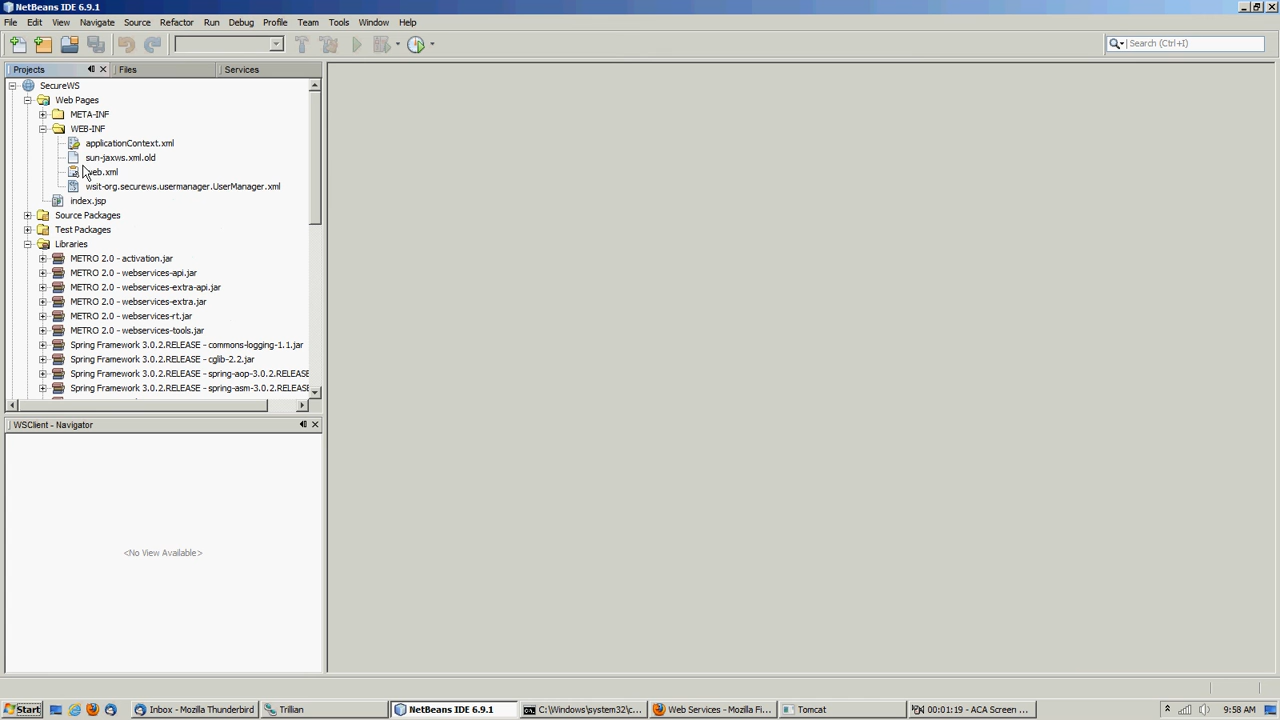 NetBeans IDE 6.9.1
File Edit View Navigate Source Refactor Run Debug Profile Team Tools Window Help
Search (Ctrl+I)
Projects Files Services
SecureWS
Web Pages
META-INF
WEB-INF
applicationContext.xml
sun-jaxws.xml.old
web.xml
wsit-org.securews.usermanager.UserManager.xml
index.jsp
Source Packages
Test Packages
Libraries
METRO 2.0 - activation.jar
METRO 2.0 - webservices-api.jar
METRO 2.0 - webservices-extra-api.jar
METRO 2.0 - webservices-extra.jar
METRO 2.0 - webservices-rt.jar
METRO 2.0 - webservices-tools.jar
Spring Framework 3.0.2.RELEASE - commons-logging-1.1.jar
Spring Framework 3.0.2.RELEASE - cglib-2.2.jar
Spring Framework 3.0.2.RELEASE - spring-aop-3.0.2.RELEASE
Spring Framework 3.0.2.RELEASE - spring-asm-3.0.2.RELEASE
WSClient - Navigator
<No View Available>
Start Inbox - Mozilla Thunderbird Trillian NetBeans IDE 6.9.1 C:\Windows\system32\c... Web Services - Mozilla Fi... Tomcat 00:01:19 - ACA Screen ... 9:58 AM